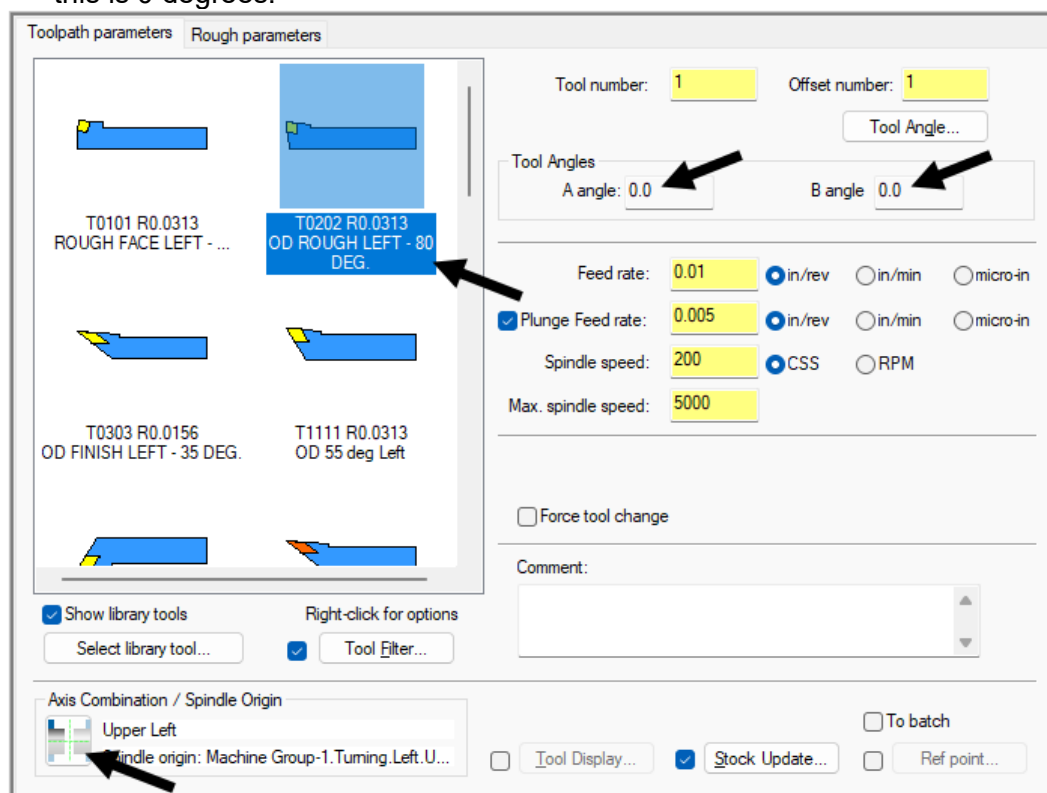 this is 0 degrees.
Toolpath parameters Rough parameters
Tool number: 1 Offset number: 1
Tool Angle...
Tool Angles
A angle: 0.0 B angle 0.0
T0101 R0.0313
ROUGH FACE LEFT - ...
T0202 R0.0313
OD ROUGH LEFT - 80
DEG.
Feed rate: 0.01 in/rev in/min micro-in
Plunge Feed rate: 0.005 in/rev in/min micro-in
Spindle speed: 200 CSS RPM
Max. spindle speed: 5000
T0303 R0.0156
OD FINISH LEFT - 35 DEG.
T1111 R0.0313
OD 55 deg Left
Force tool change
Comment:
Show library tools Right-click for options
Select library tool... Tool Filter...
Axis Combination / Spindle Origin
Upper Left
Spindle origin: Machine Group-1.Turning.Left.U...
To batch
Tool Display... Stock Update... Ref point...